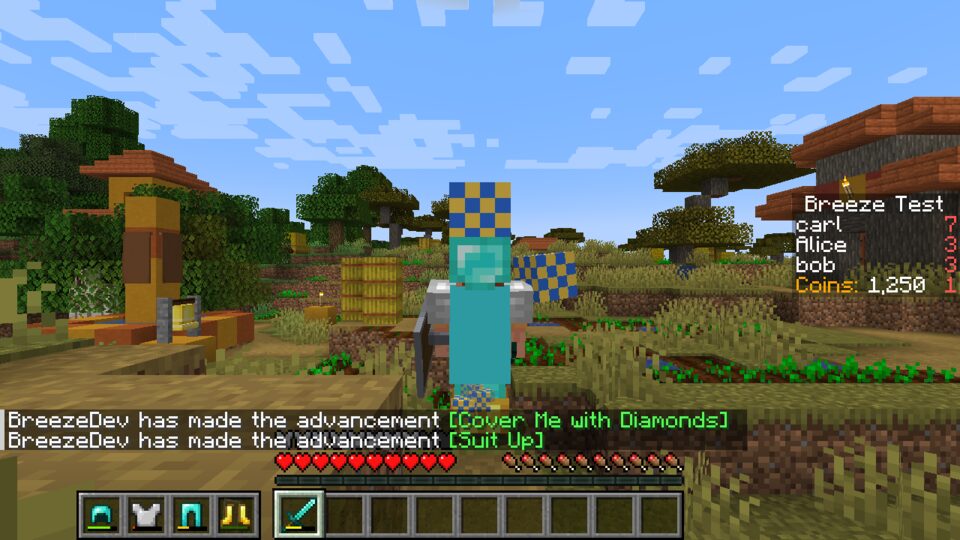 Breeze Test
carl 7
Alice 3
bob 3
Coins: 1,250 1
BreezeDev has made the advancement [Cover Me with Diamonds]
BreezeDev has made the advancement [Suit Up]